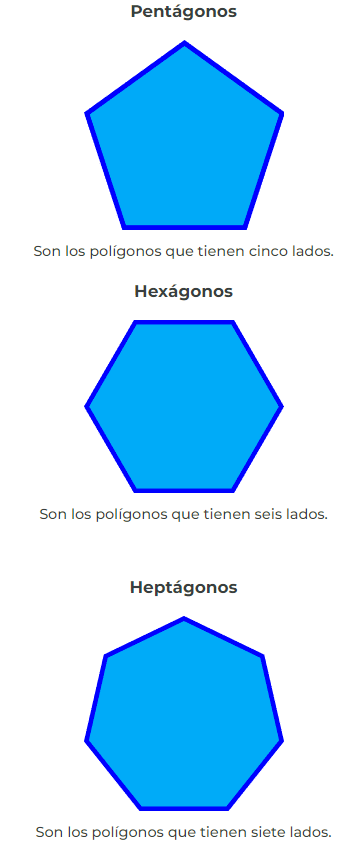 Pentágonos
Son los polígonos que tienen cinco lados.
Hexágonos
Son los polígonos que tienen seis lados.
Heptágonos
Son los polígonos que tienen siete lados.